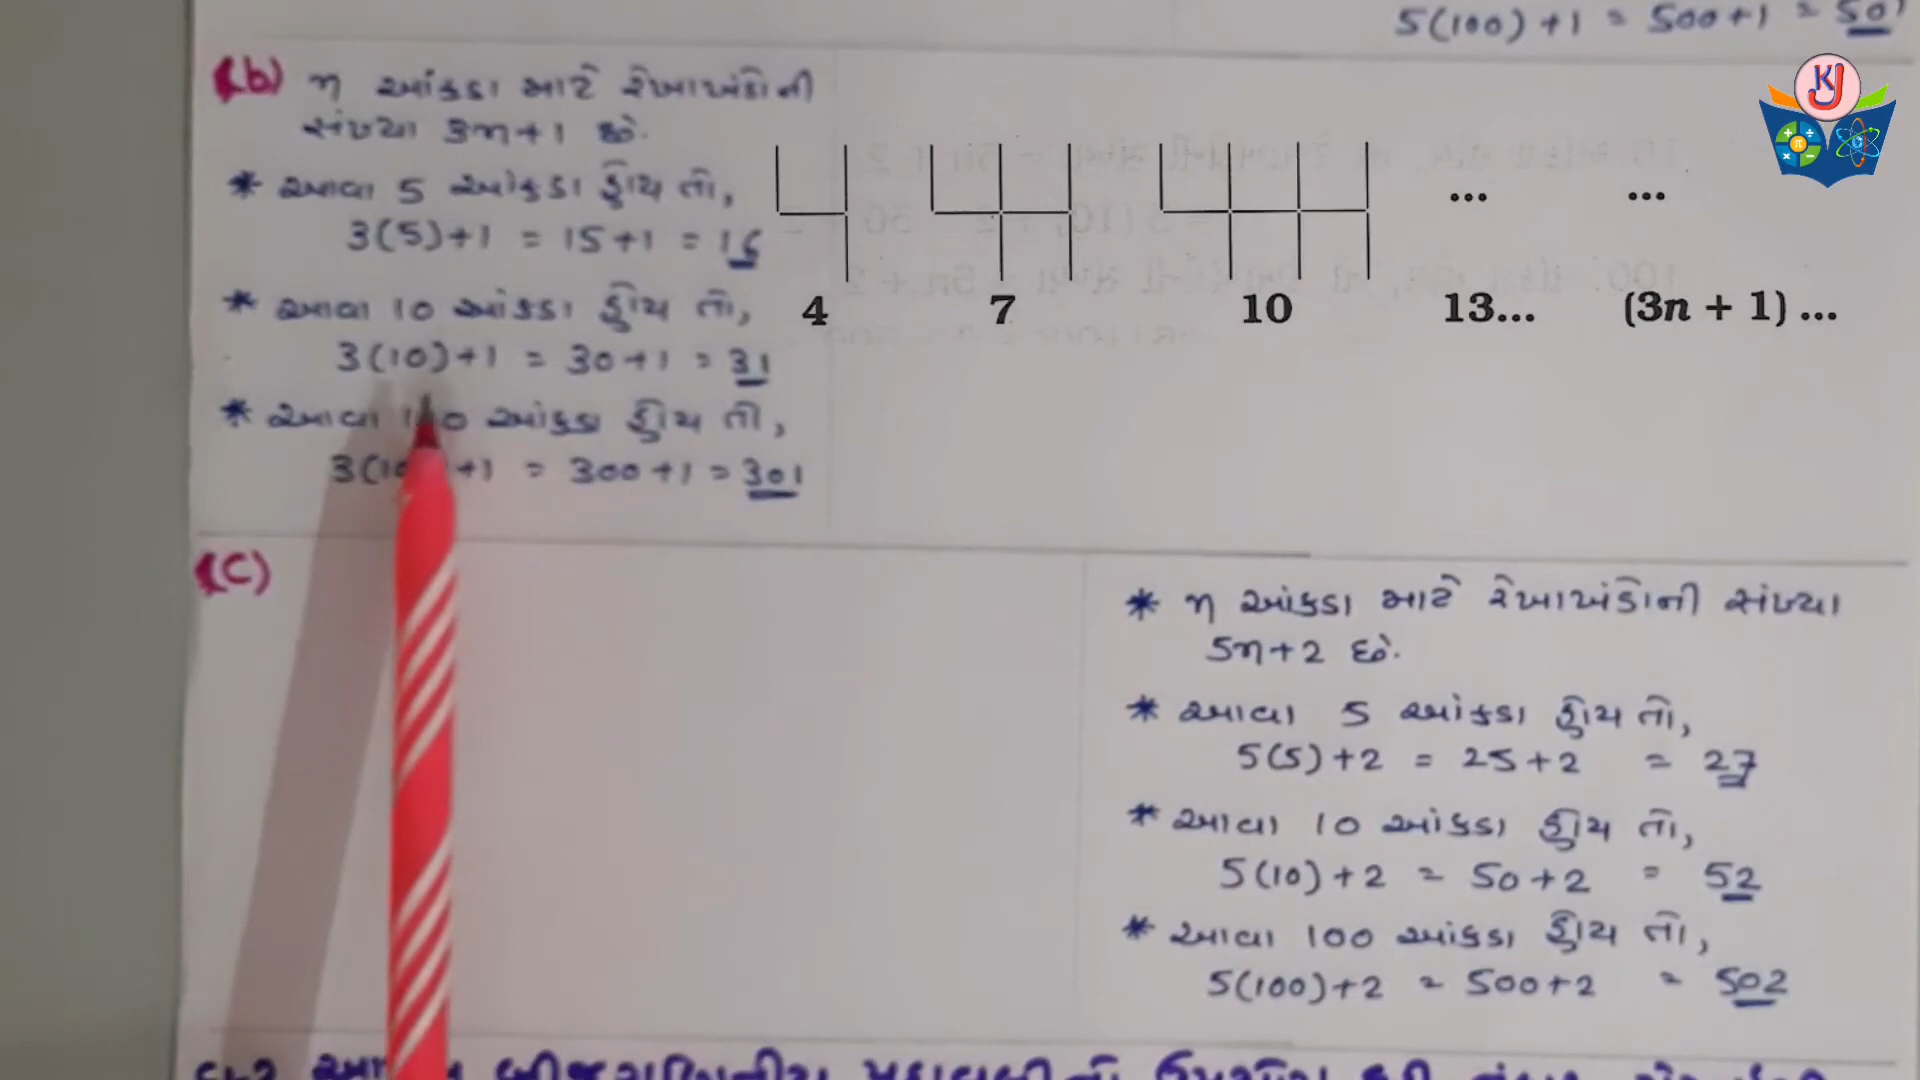 5(100)+1 = 500+1 = 501
KJ
(b) n આંકડા માટે રેખાખંડોની
સંખ્યા 3n+1 છે.
* આવા 5 આંકડા હોય તો,
3(5)+1 = 15+1 = 16
* આવા 10 આંકડા હોય તો,
3(10)+1 = 30+1 = 31
* આવા 100 આંકડા હોય તો,
3(10 +1 = 300+1 = 301
... ...
4 7 10 13... (3n + 1) ...
(C)
* n આંકડા માટે રેખાખંડોની સંખ્યા
5n+2 છે.
* આવા 5 આંકડા હોય તો,
5(5)+2 = 25+2 = 27
* આવા 10 આંકડા હોય તો,
5(10)+2 = 50+2 = 52
* આવા 100 આંકડા હોય તો,
5(100)+2 = 500+2 = 502